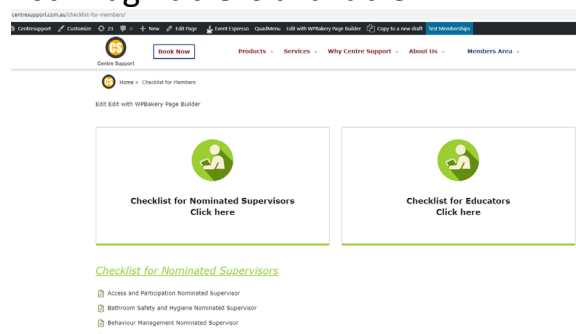 centresupport.com.au/checklist-for-members/
Centresupport Customize 23 0 + New Edit Page Event Espresso QuadMenu Edit with WPBakery Page Builder Copy to a new draft Test Memberships
CS
Centre Support
Book Now
Products Services Why Centre Support About Us Members Area
CS Home » Checklist for Members
Edit Edit with WPBakery Page Builder
Checklist for Nominated Supervisors
Click here
Checklist for Educators
Click here
Checklist for Nominated Supervisors
Access and Participation Nominated Supervisor
Bathroom Safety and Hygiene Nominated Supervisor
Behaviour Management Nominated Supervisor